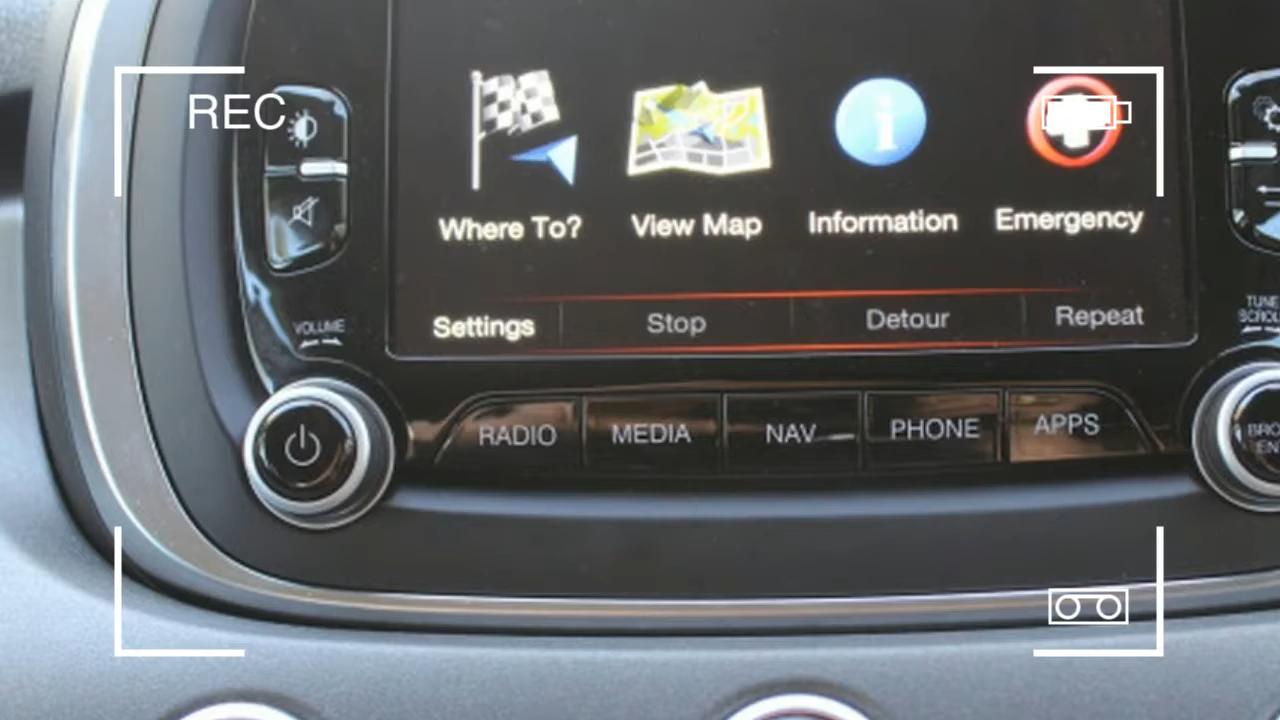 REC
Where To? View Map Information Emergency
Settings Stop Detour Repeat
VOLUME
TUNE
SCROLL
RADIO MEDIA NAV PHONE APPS